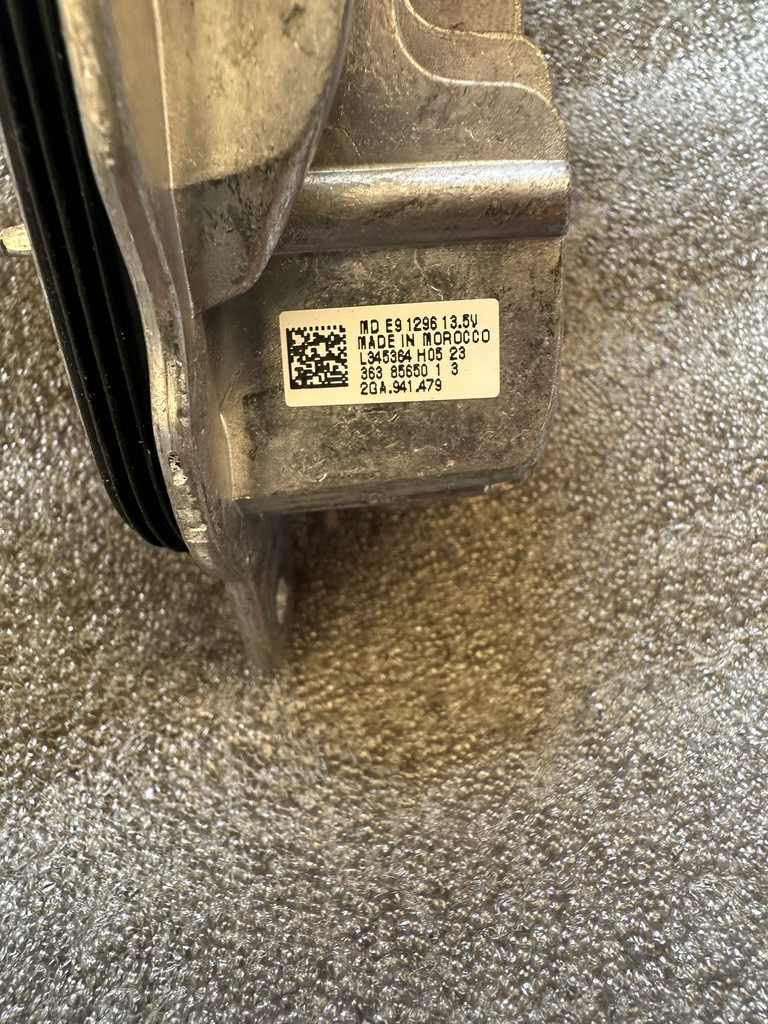 MD E9 1296 13.5V
MADE IN MOROCCO
L345364 H05 23
363 85650 1 3
2GA.941.479